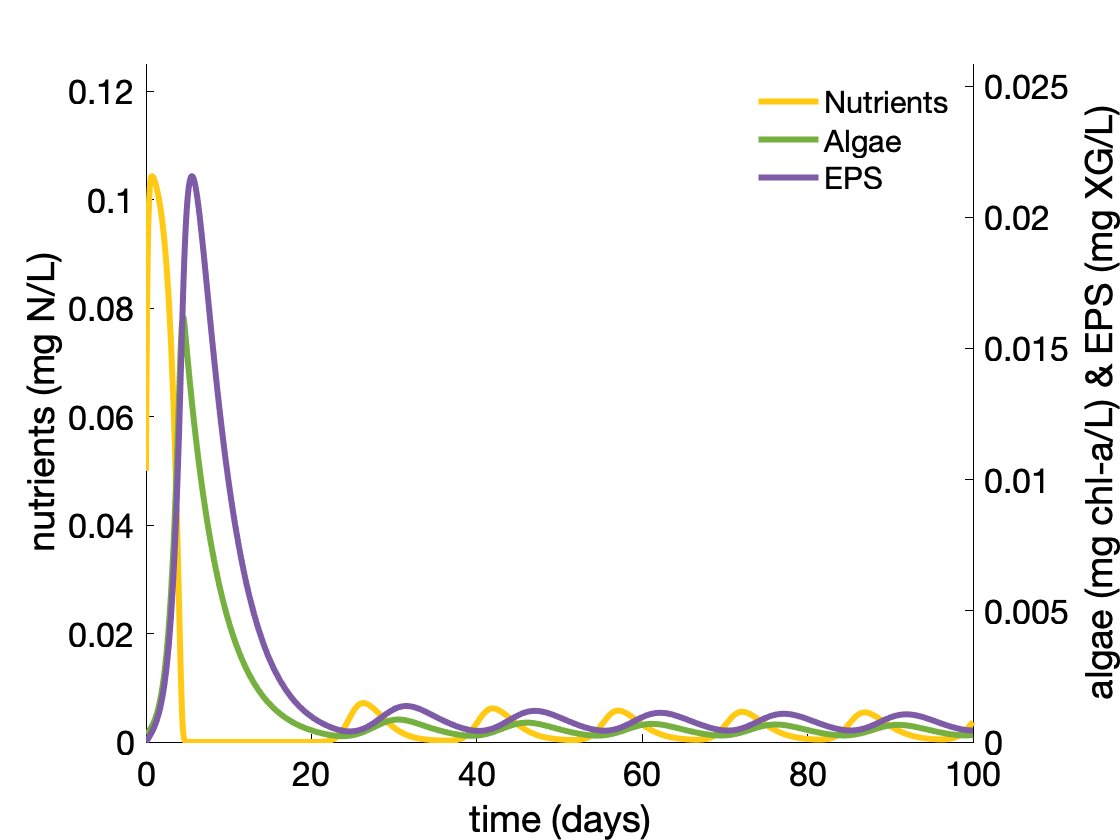 Nutrients
Algae
EPS
nutrients (mg N/L)
0.12
0.1
0.08
0.06
0.04
0.02
0
algae (mg chl-a/L) & EPS (mg XG/L)
0.025
0.02
0.015
0.01
0.005
0
0 20 40 60 80 100
time (days)